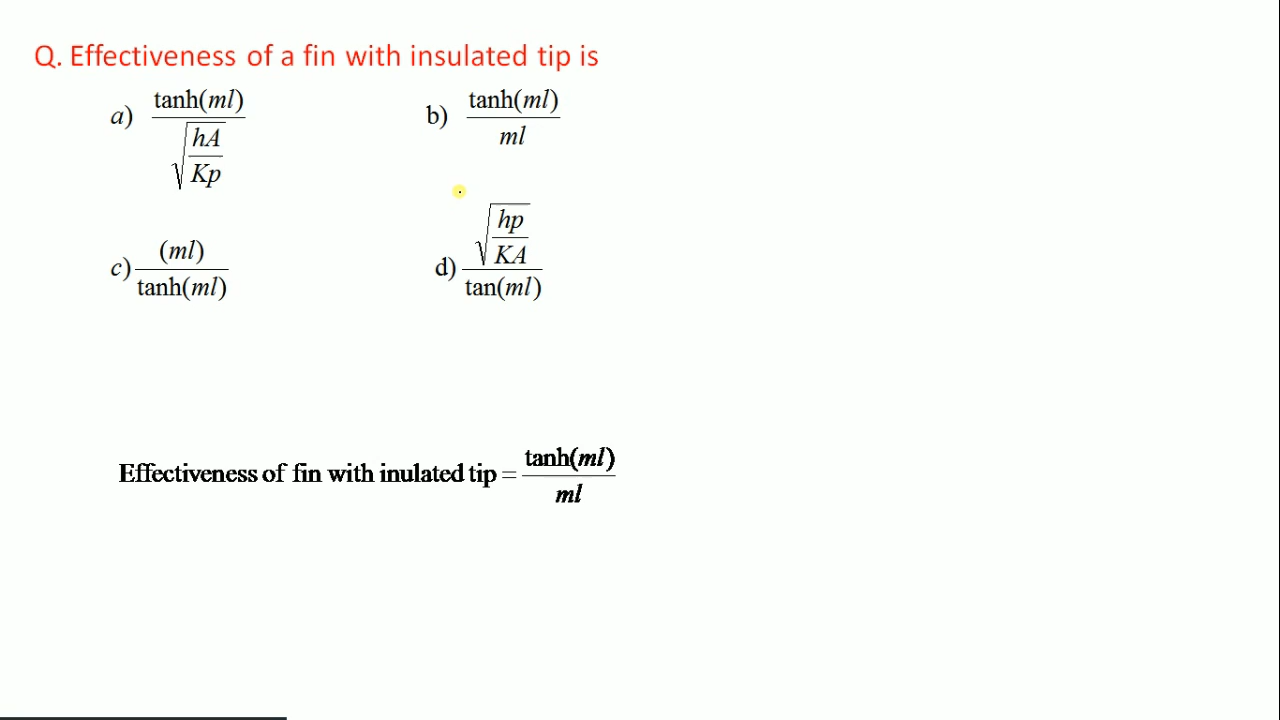 Q. Effectiveness of a fin with insulated tip is
a) tanh(ml) / √(hA/Kp) b) tanh(ml) / ml
c) (ml) / tanh(ml) d) √(hp/KA) / tan(ml)
Effectiveness of fin with inulated tip = tanh(ml) / ml